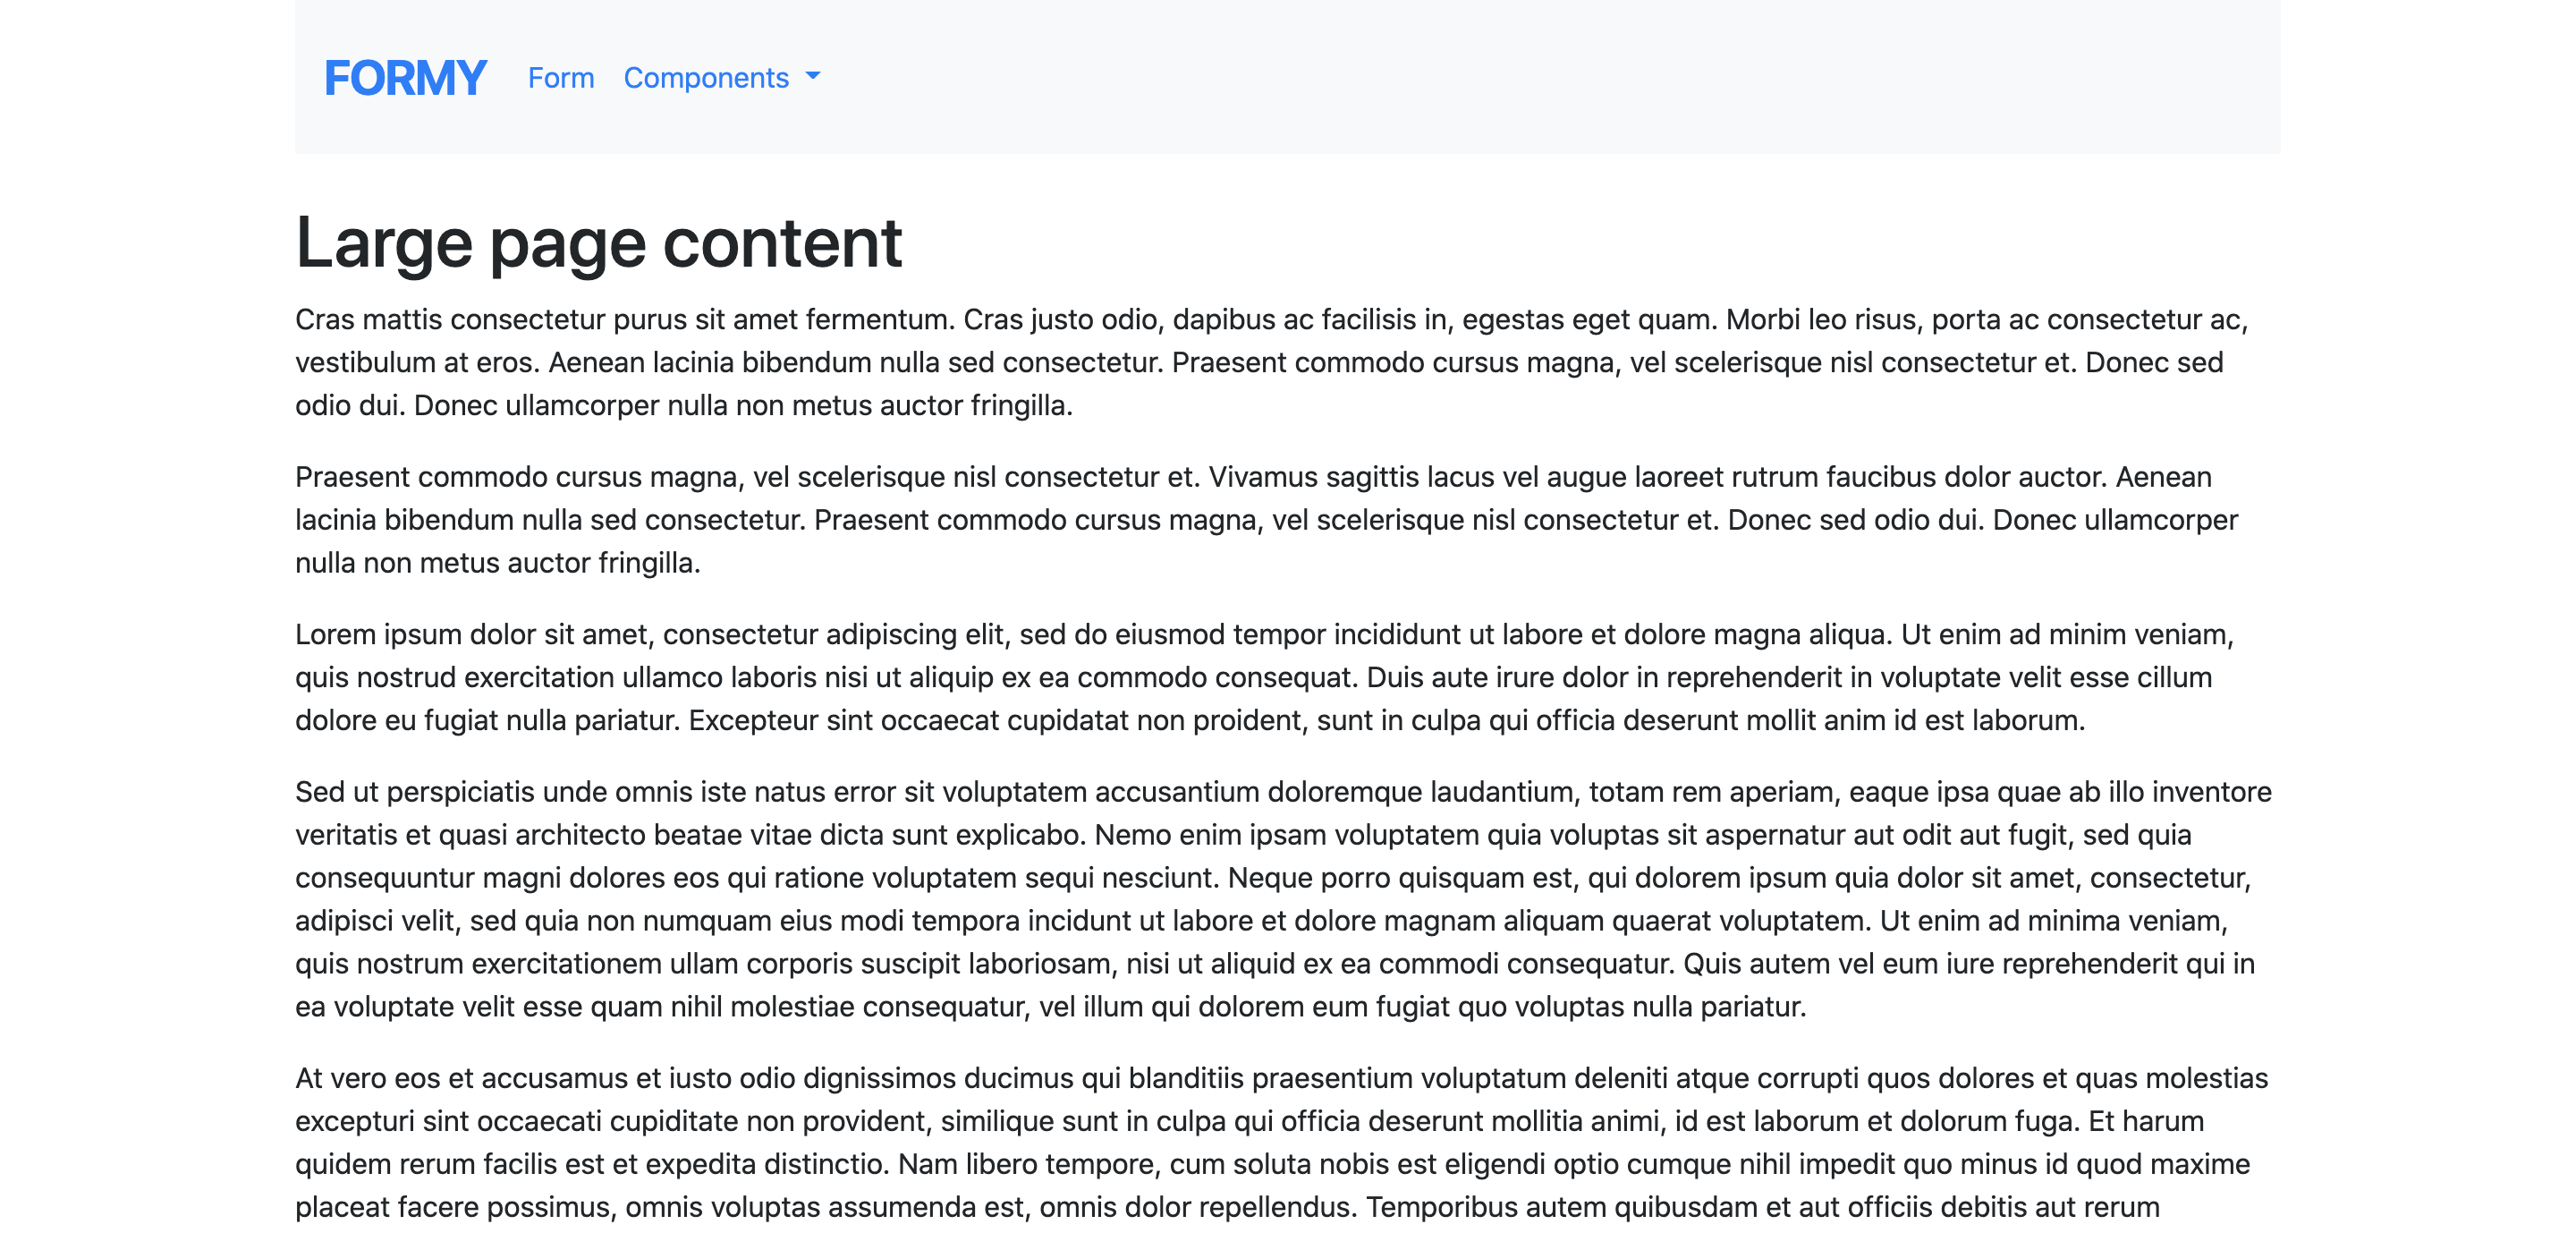 FORMY Form Components
Large page content
Cras mattis consectetur purus sit amet fermentum. Cras justo odio, dapibus ac facilisis in, egestas eget quam. Morbi leo risus, porta ac consectetur ac,
vestibulum at eros. Aenean lacinia bibendum nulla sed consectetur. Praesent commodo cursus magna, vel scelerisque nisl consectetur et. Donec sed
odio dui. Donec ullamcorper nulla non metus auctor fringilla.
Praesent commodo cursus magna, vel scelerisque nisl consectetur et. Vivamus sagittis lacus vel augue laoreet rutrum faucibus dolor auctor. Aenean
lacinia bibendum nulla sed consectetur. Praesent commodo cursus magna, vel scelerisque nisl consectetur et. Donec sed odio dui. Donec ullamcorper
nulla non metus auctor fringilla.
Lorem ipsum dolor sit amet, consectetur adipiscing elit, sed do eiusmod tempor incididunt ut labore et dolore magna aliqua. Ut enim ad minim veniam,
quis nostrud exercitation ullamco laboris nisi ut aliquip ex ea commodo consequat. Duis aute irure dolor in reprehenderit in voluptate velit esse cillum
dolore eu fugiat nulla pariatur. Excepteur sint occaecat cupidatat non proident, sunt in culpa qui officia deserunt mollit anim id est laborum.
Sed ut perspiciatis unde omnis iste natus error sit voluptatem accusantium doloremque laudantium, totam rem aperiam, eaque ipsa quae ab illo inventore
veritatis et quasi architecto beatae vitae dicta sunt explicabo. Nemo enim ipsam voluptatem quia voluptas sit aspernatur aut odit aut fugit, sed quia
consequuntur magni dolores eos qui ratione voluptatem sequi nesciunt. Neque porro quisquam est, qui dolorem ipsum quia dolor sit amet, consectetur,
adipisci velit, sed quia non numquam eius modi tempora incidunt ut labore et dolore magnam aliquam quaerat voluptatem. Ut enim ad minima veniam,
quis nostrum exercitationem ullam corporis suscipit laboriosam, nisi ut aliquid ex ea commodi consequatur. Quis autem vel eum iure reprehenderit qui in
ea voluptate velit esse quam nihil molestiae consequatur, vel illum qui dolorem eum fugiat quo voluptas nulla pariatur.
At vero eos et accusamus et iusto odio dignissimos ducimus qui blanditiis praesentium voluptatum deleniti atque corrupti quos dolores et quas molestias
excepturi sint occaecati cupiditate non provident, similique sunt in culpa qui officia deserunt mollitia animi, id est laborum et dolorum fuga. Et harum
quidem rerum facilis est et expedita distinctio. Nam libero tempore, cum soluta nobis est eligendi optio cumque nihil impedit quo minus id quod maxime
placeat facere possimus, omnis voluptas assumenda est, omnis dolor repellendus. Temporibus autem quibusdam et aut officiis debitis aut rerum